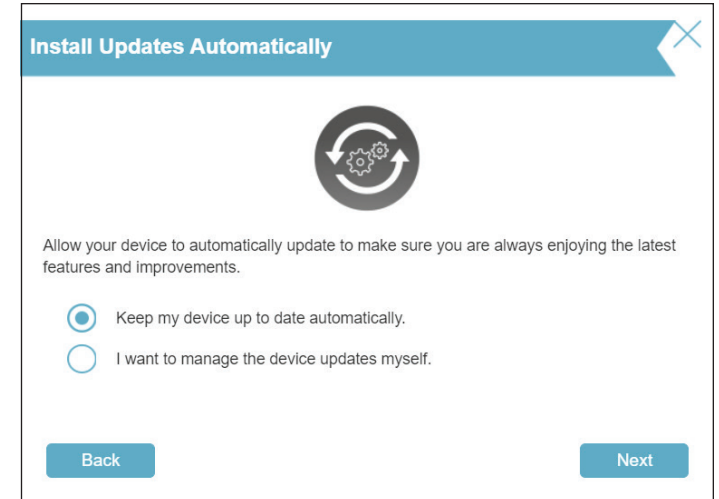 Install Updates Automatically
Allow your device to automatically update to make sure you are always enjoying the latest
features and improvements.
Keep my device up to date automatically.
I want to manage the device updates myself.
Back
Next